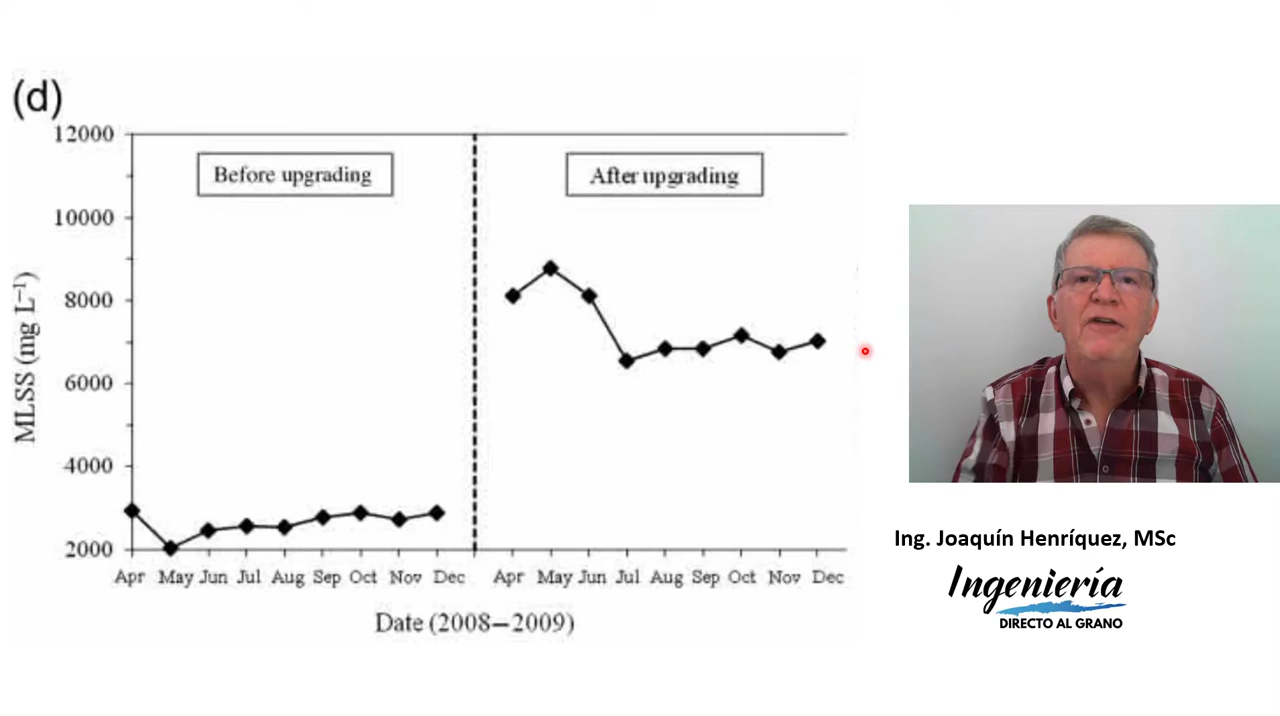 (d)
12000
10000
8000
6000
4000
2000
MLSS (mg L⁻¹)
Before upgrading
After upgrading
Apr May Jun Jul Aug Sep Oct Nov Dec Apr May Jun Jul Aug Sep Oct Nov Dec
Date (2008–2009)
Ing. Joaquín Henríquez, MSc
Ingeniería
DIRECTO AL GRANO